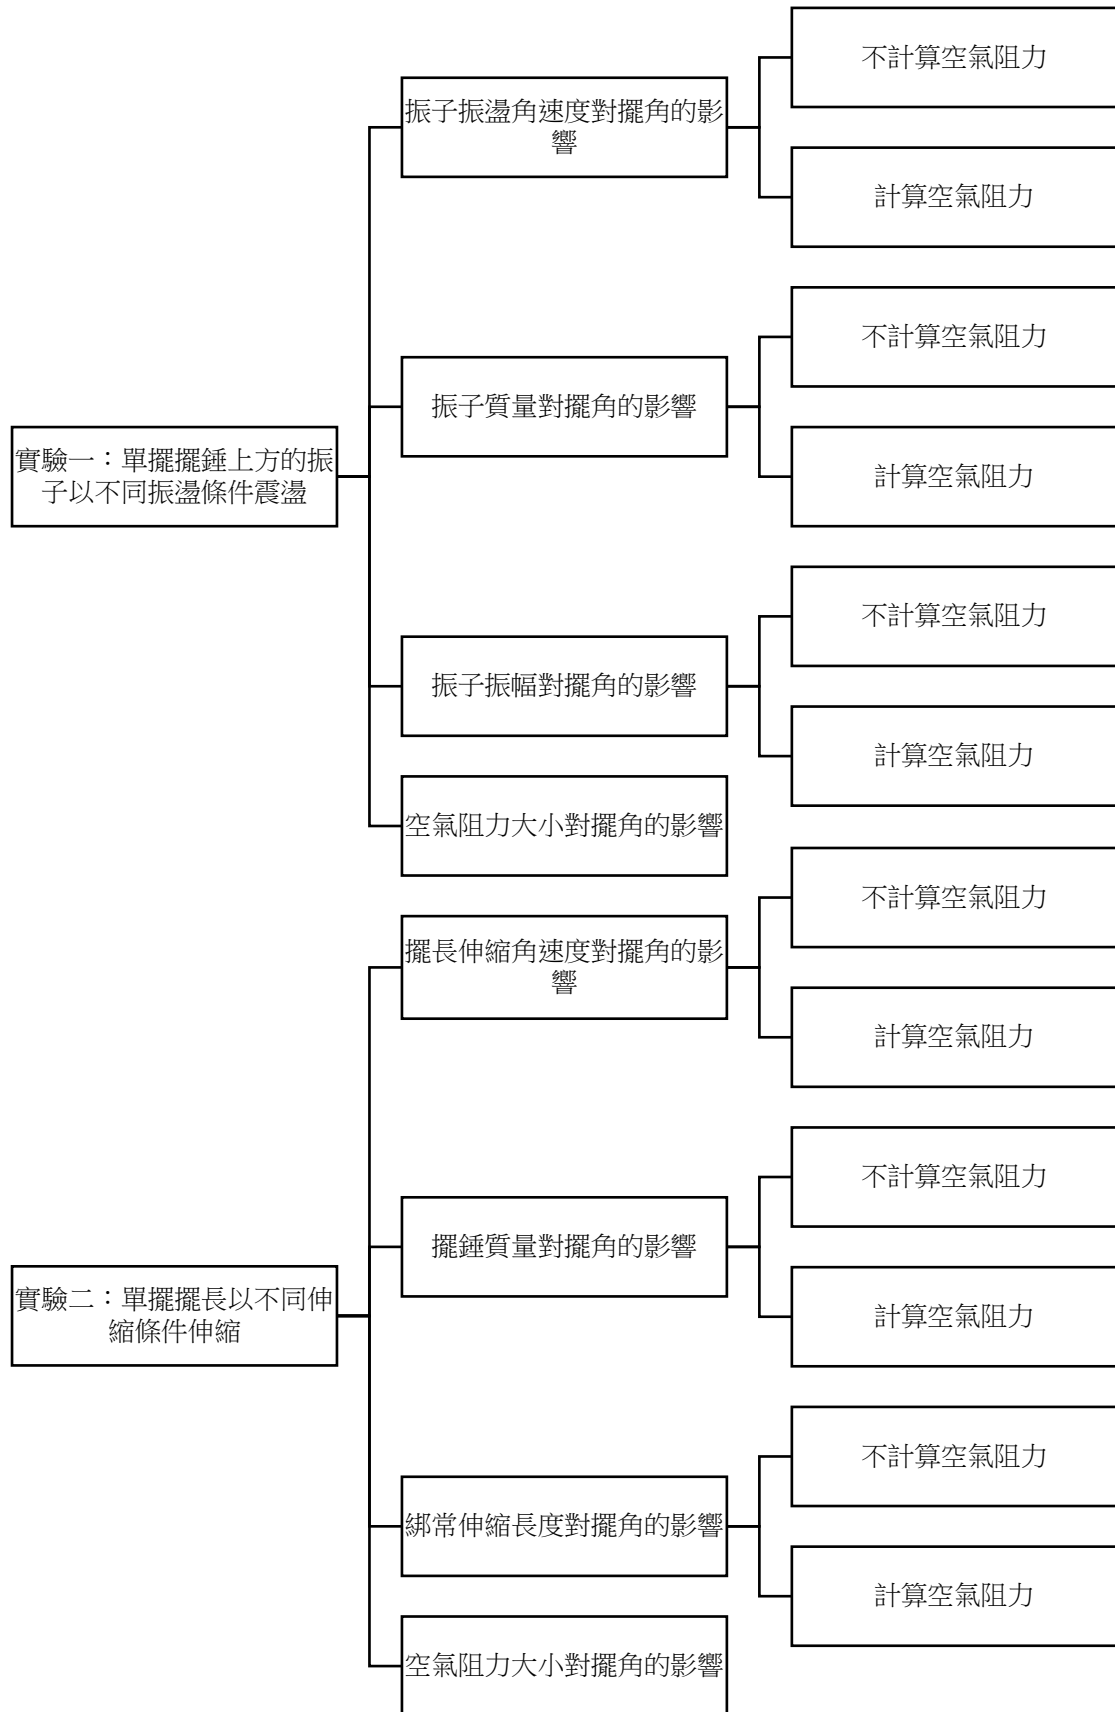 實驗一：單擺擺錘上方的振
子以不同振盪條件震盪
振子振盪角速度對擺角的影
響
不計算空氣阻力
計算空氣阻力
振子質量對擺角的影響
不計算空氣阻力
計算空氣阻力
振子振幅對擺角的影響
不計算空氣阻力
計算空氣阻力
空氣阻力大小對擺角的影響
實驗二：單擺擺長以不同伸
縮條件伸縮
擺長伸縮角速度對擺角的影
響
不計算空氣阻力
計算空氣阻力
擺錘質量對擺角的影響
不計算空氣阻力
計算空氣阻力
綁常伸縮長度對擺角的影響
不計算空氣阻力
計算空氣阻力
空氣阻力大小對擺角的影響